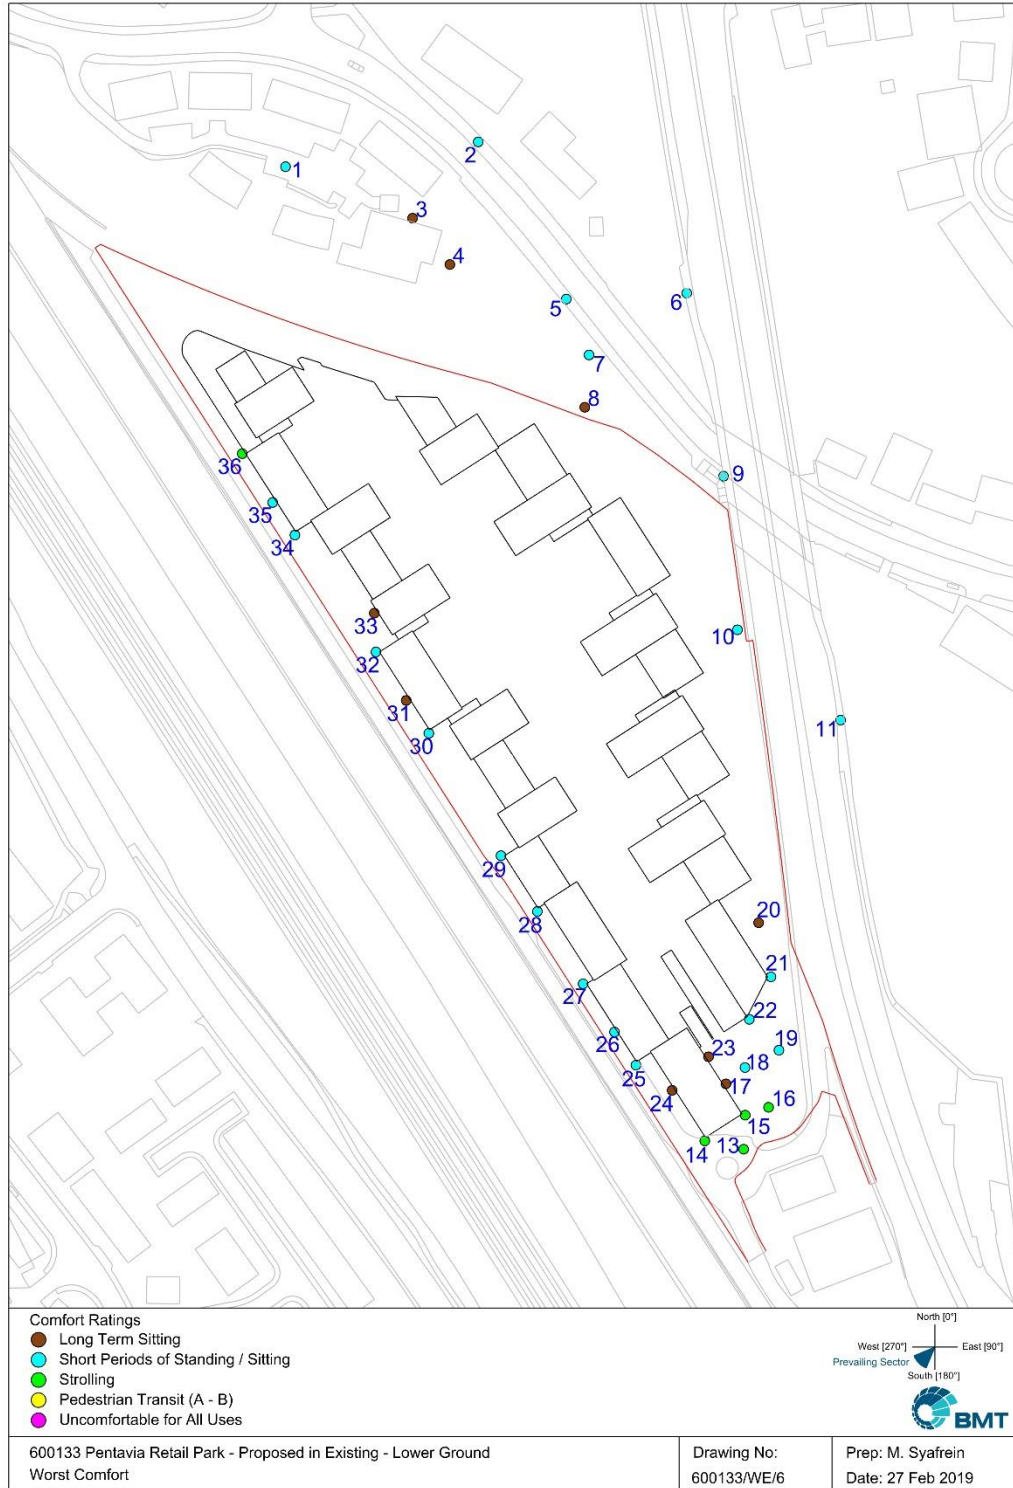 1
2
3
4
5
6
7
8
9
10
11
36
35
34
33
32
31
30
29
28
27
26
25
24
20
21
22
19
18
23
17
16
15
14
13
Comfort Ratings
Long Term Sitting
Short Periods of Standing / Sitting
Strolling
Pedestrian Transit (A - B)
Uncomfortable for All Uses
North [0°]
West [270°]
East [90°]
Prevailing Sector
South [180°]
BMT
600133 Pentavia Retail Park - Proposed in Existing - Lower Ground
Worst Comfort
Drawing No:
600133/WE/6
Prep: M. Syafrein
Date: 27 Feb 2019